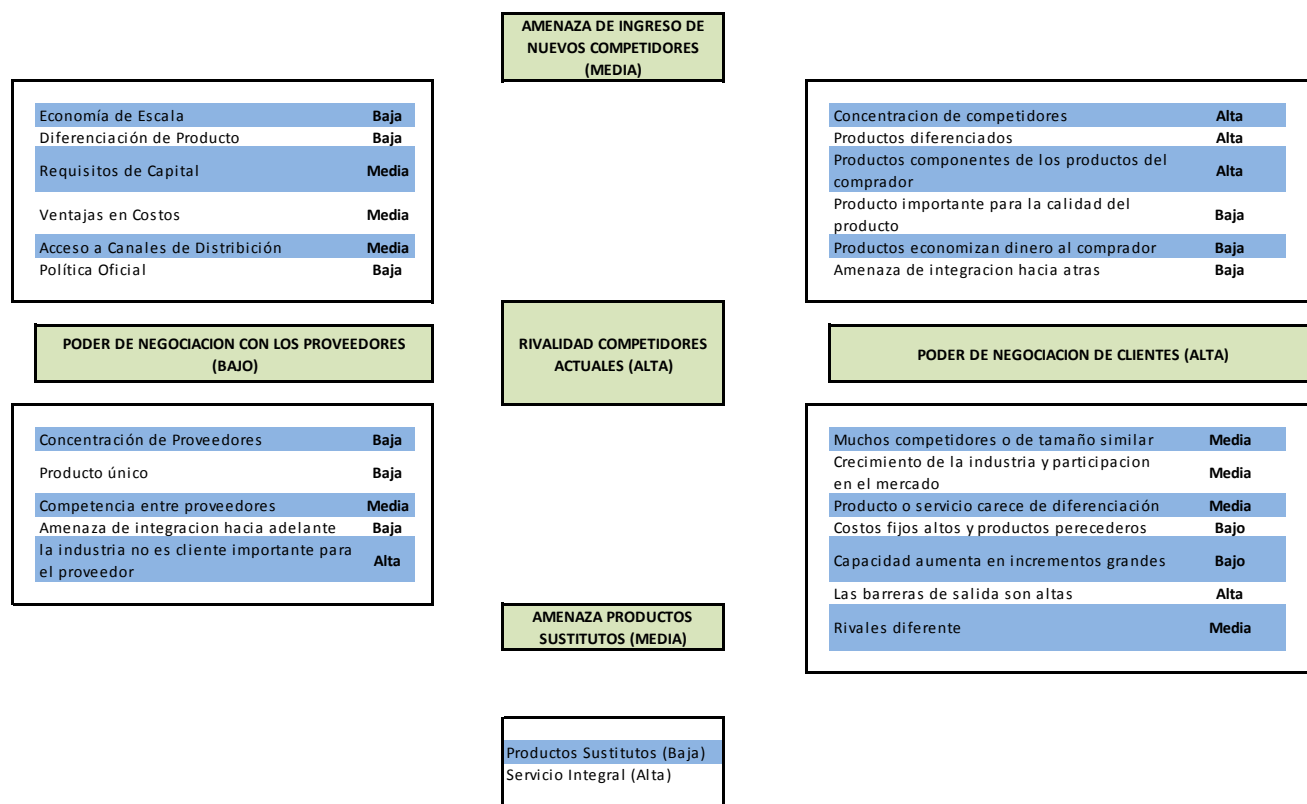 AMENAZA DE INGRESO DE
NUEVOS COMPETIDORES
(MEDIA)
Economía de Escala Baja
Diferenciación de Producto Baja
Requisitos de Capital Media
Ventajas en Costos Media
Acceso a Canales de Distribición Media
Política Oficial Baja
Concentracion de competidores Alta
Productos diferenciados Alta
Productos componentes de los productos del
comprador Alta
Producto importante para la calidad del
producto Baja
Productos economizan dinero al comprador Baja
Amenaza de integracion hacia atras Baja
PODER DE NEGOCIACION CON LOS PROVEEDORES
(BAJO)
RIVALIDAD COMPETIDORES
ACTUALES (ALTA)
PODER DE NEGOCIACION DE CLIENTES (ALTA)
Concentración de Proveedores Baja
Producto único Baja
Competencia entre proveedores Media
Amenaza de integracion hacia adelante Baja
la industria no es cliente importante para
el proveedor Alta
Muchos competidores o de tamaño similar Media
Crecimiento de la industria y participacion
en el mercado Media
Producto o servicio carece de diferenciación Media
Costos fijos altos y productos perecederos Bajo
Capacidad aumenta en incrementos grandes Bajo
Las barreras de salida son altas Alta
Rivales diferente Media
AMENAZA PRODUCTOS
SUSTITUTOS (MEDIA)
Productos Sustitutos (Baja)
Servicio Integral (Alta)